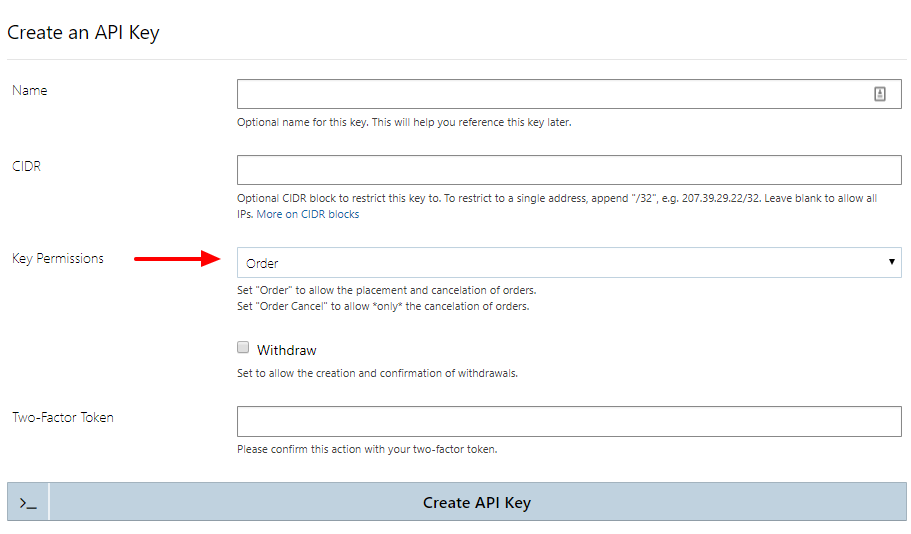 Create an API Key
Name
Optional name for this key. This will help you reference this key later.
CIDR
Optional CIDR block to restrict this key to. To restrict to a single address, append "/32", e.g. 207.39.29.22/32. Leave blank to allow all
IPs. More on CIDR blocks
Key Permissions
Order
Set "Order" to allow the placement and cancelation of orders.
Set "Order Cancel" to allow *only* the cancelation of orders.
Withdraw
Set to allow the creation and confirmation of withdrawals.
Two-Factor Token
Please confirm this action with your two-factor token.
>_ Create API Key